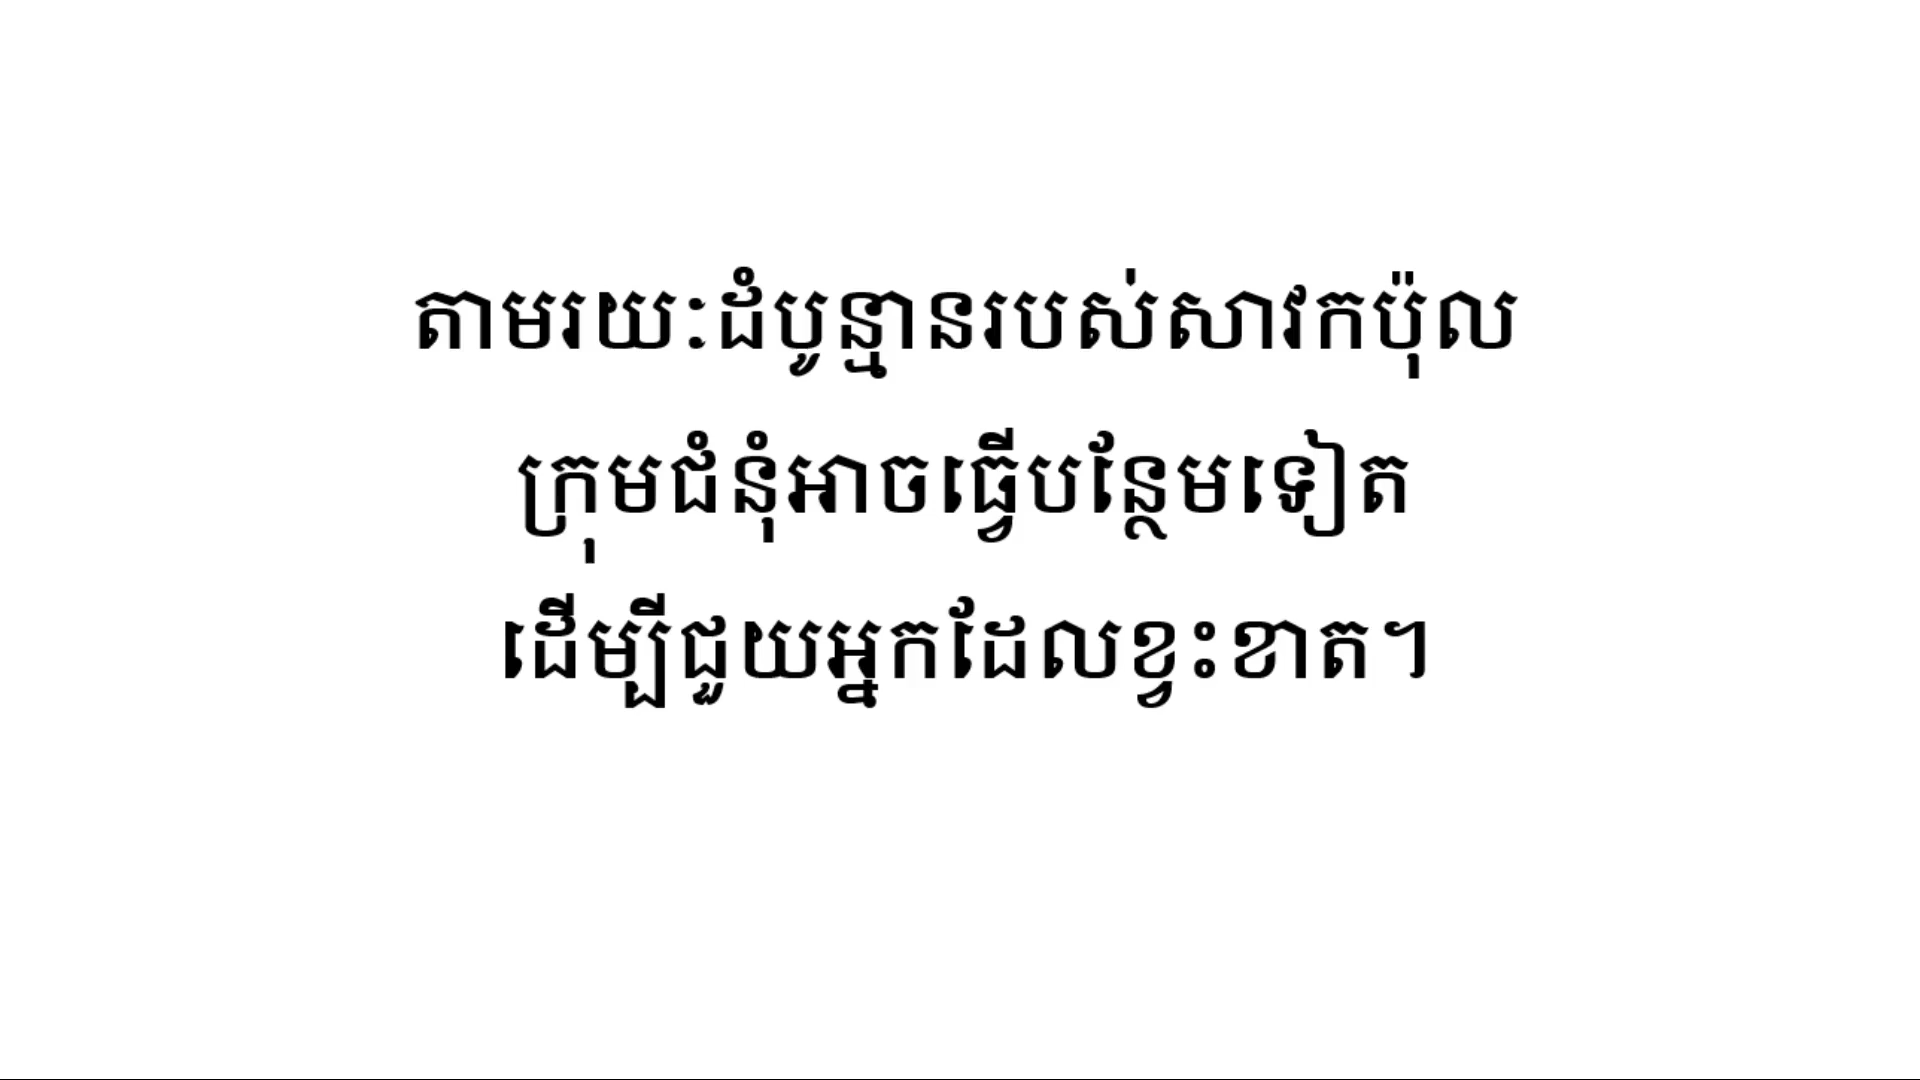 តាមរយៈដំបូន្មានរបស់សាវកប៉ុល
ក្រុមជំនុំអាចធ្វើបន្ថែមទៀត
ដើម្បីជួយអ្នកដែលខ្វះខាត។